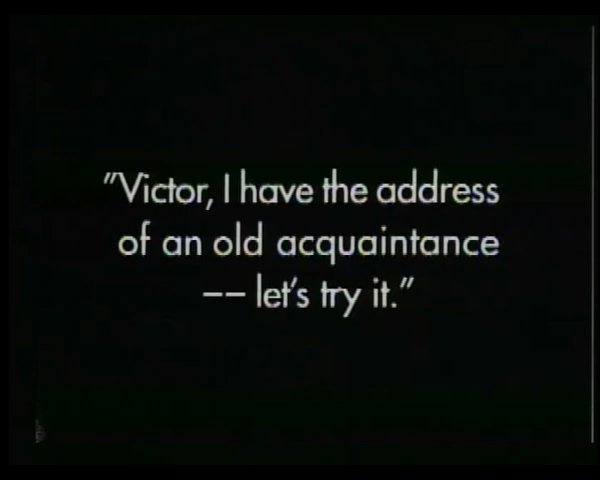 "Victor, I have the address
of an old acquaintance
-- let's try it."